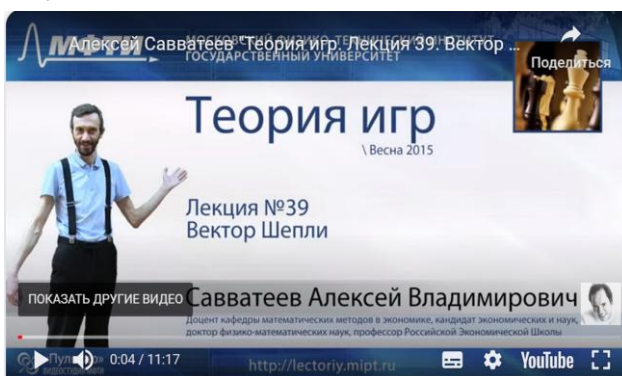 МФТИ
МОСКОВСКИЙ ФИЗИКО-ТЕХНИЧЕСКИЙ ИНСТИТУТ
ГОСУДАРСТВЕННЫЙ УНИВЕРСИТЕТ
Алексей Савватеев "Теория игр. Лекция 39. Вектор ...
Поделиться
Теория игр
\ Весна 2015
Лекция №39
Вектор Шепли
ПОКАЗАТЬ ДРУГИЕ ВИДЕО
Савватеев Алексей Владимирович
Доцент кафедры математических методов в экономике, кандидат экономических и наук,
доктор физико-математических наук, профессор Российской Экономической Школы
0:04 / 11:17
http://lectoriy.mipt.ru
YouTube